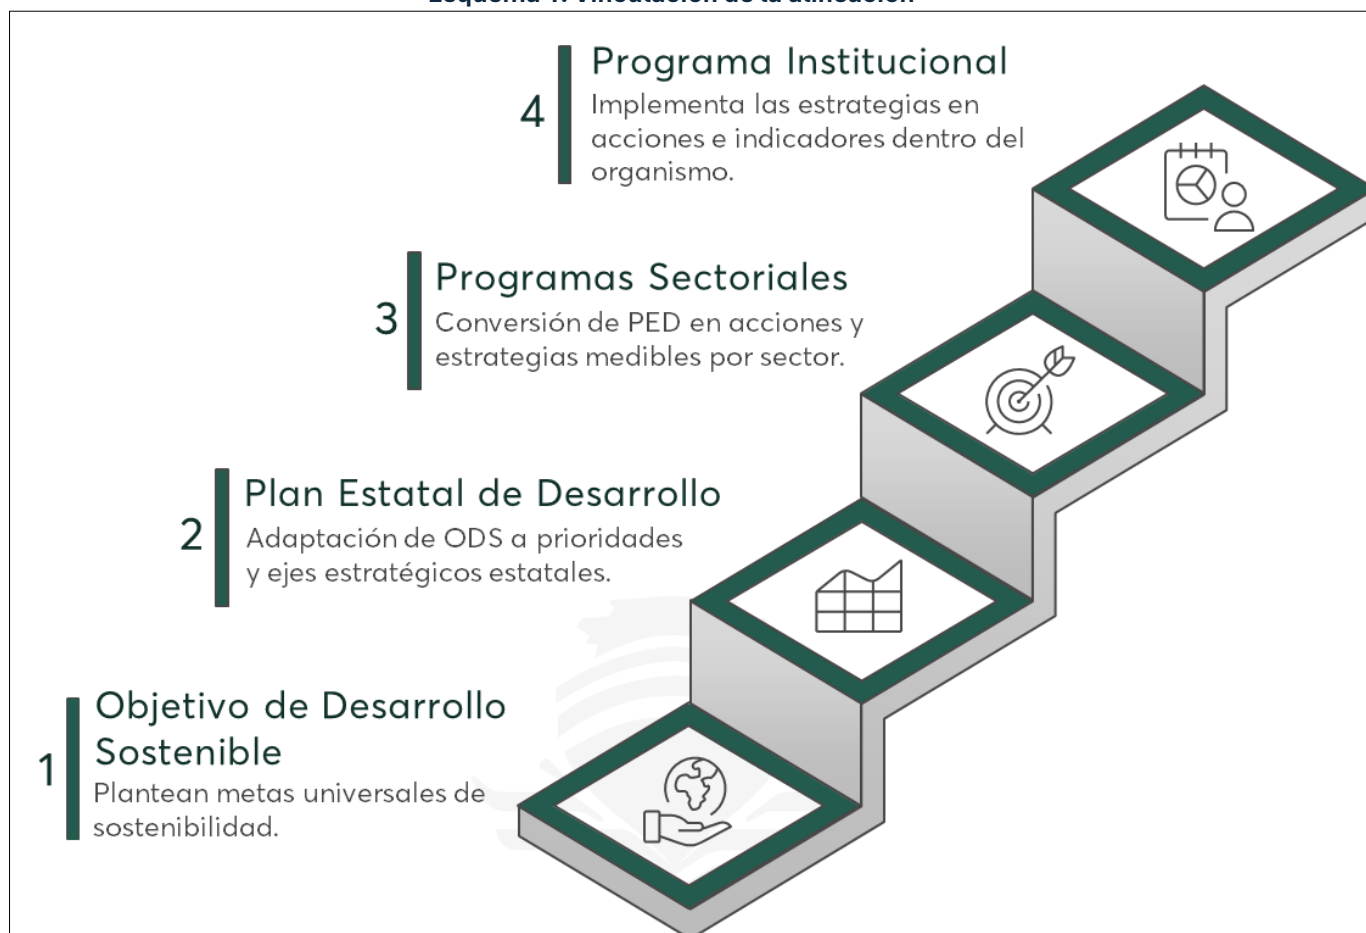 4
Programa Institucional
Implementa las estrategias en
acciones e indicadores dentro del
organismo.
3
Programas Sectoriales
Conversión de PED en acciones y
estrategias medibles por sector.
2
Plan Estatal de Desarrollo
Adaptación de ODS a prioridades
y ejes estratégicos estatales.
1
Objetivo de Desarrollo
Sostenible
Plantean metas universales de
sostenibilidad.